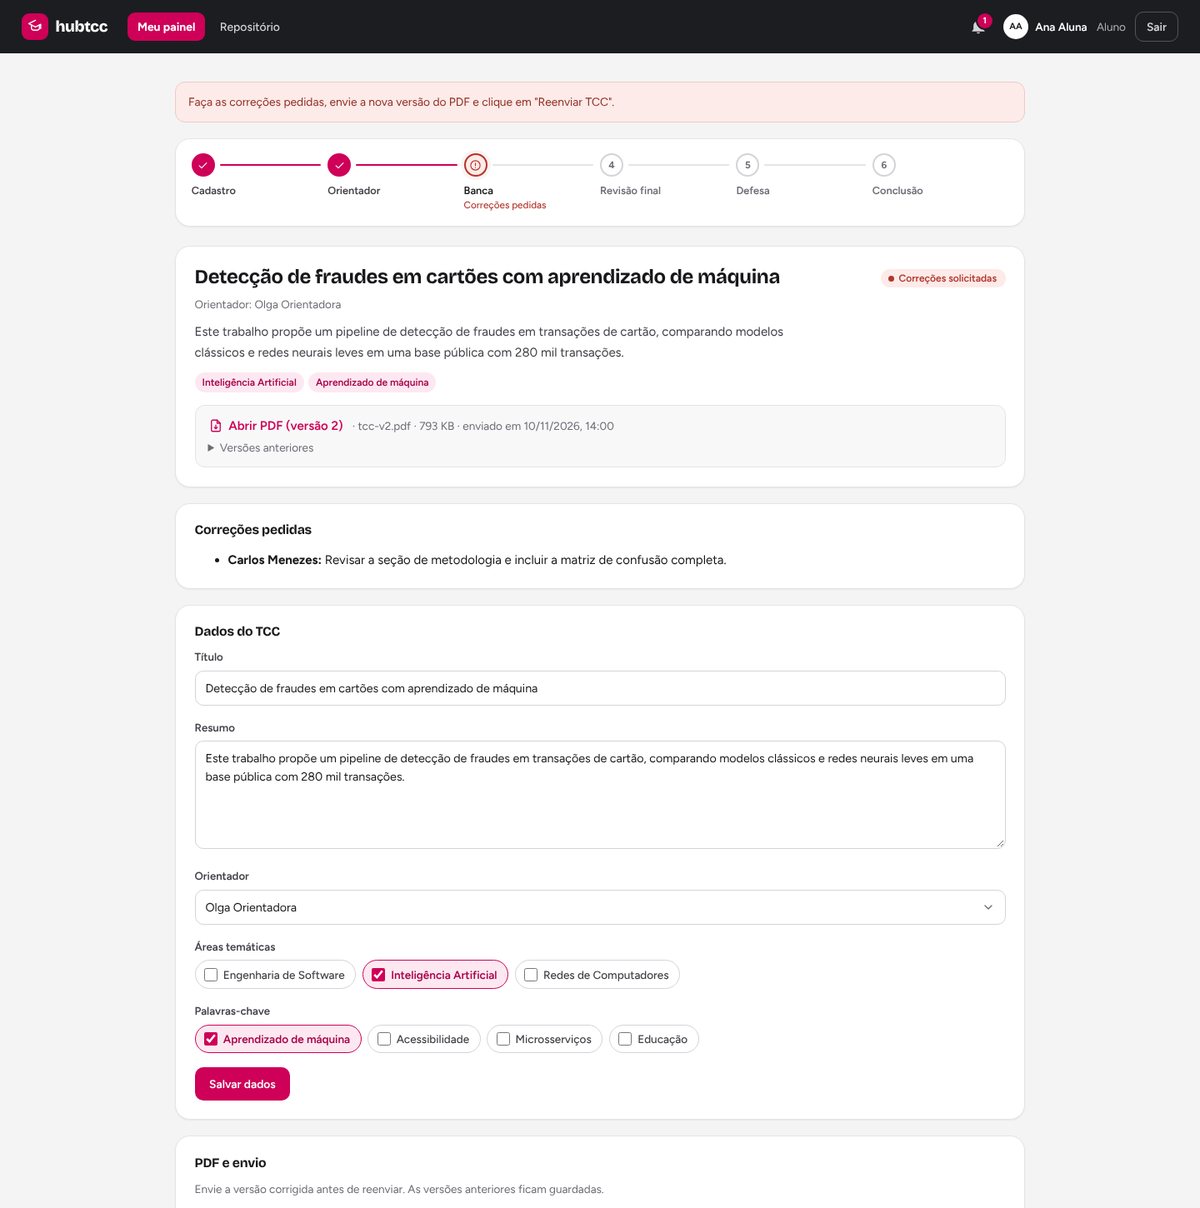 hubtcc
Meu painel
Repositório
1
AA
Ana Aluna
Aluno
Sair
Faça as correções pedidas, envie a nova versão do PDF e clique em "Reenviar TCC".
Cadastro
Orientador
Banca
Correções pedidas
4
Revisão final
5
Defesa
6
Conclusão
Detecção de fraudes em cartões com aprendizado de máquina
Correções solicitadas
Orientador: Olga Orientadora
Este trabalho propõe um pipeline de detecção de fraudes em transações de cartão, comparando modelos
clássicos e redes neurais leves em uma base pública com 280 mil transações.
Inteligência Artificial
Aprendizado de máquina
Abrir PDF (versão 2) · tcc-v2.pdf · 793 KB · enviado em 10/11/2026, 14:00
Versões anteriores
Correções pedidas
Carlos Menezes: Revisar a seção de metodologia e incluir a matriz de confusão completa.
Dados do TCC
Título
Detecção de fraudes em cartões com aprendizado de máquina
Resumo
Este trabalho propõe um pipeline de detecção de fraudes em transações de cartão, comparando modelos clássicos e redes neurais leves em uma
base pública com 280 mil transações.
Orientador
Olga Orientadora
Áreas temáticas
Engenharia de Software
Inteligência Artificial
Redes de Computadores
Palavras-chave
Aprendizado de máquina
Acessibilidade
Microsserviços
Educação
Salvar dados
PDF e envio
Envie a versão corrigida antes de reenviar. As versões anteriores ficam guardadas.